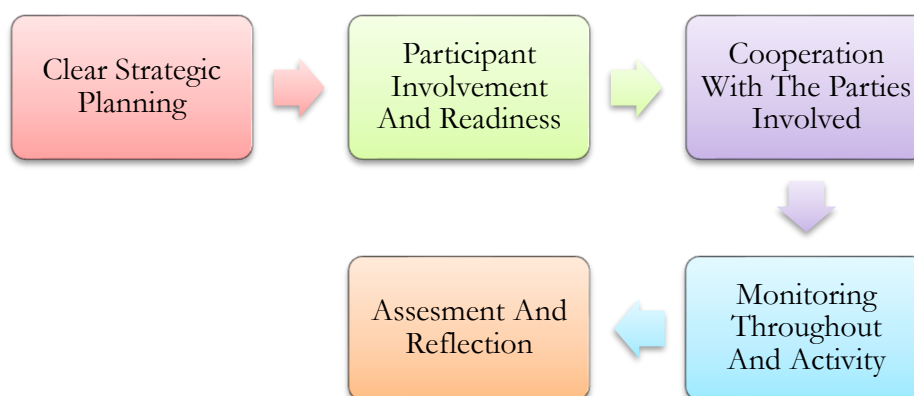 Clear Strategic
Planning
Participant
Involvement
And Readiness
Cooperation
With The Parties
Involved
Monitoring
Throughout
And Activity
Assesment And
Reflection